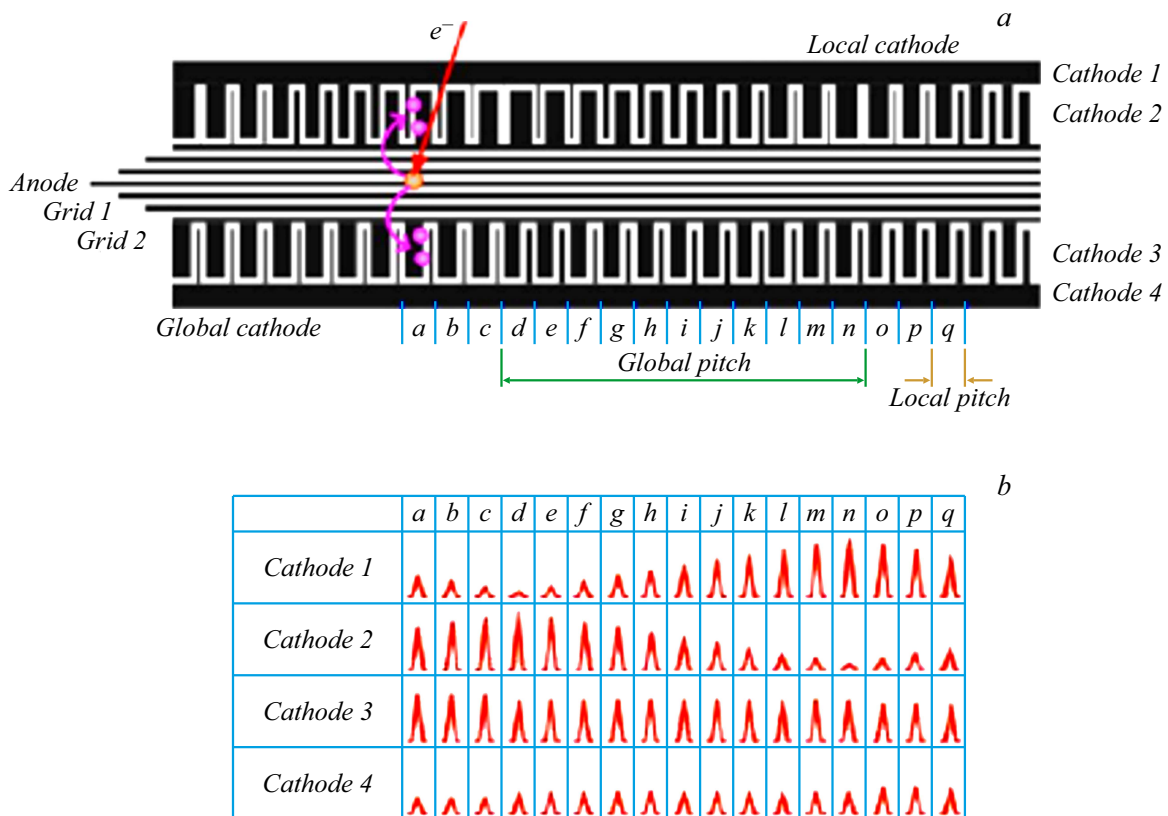 a
e−
Local cathode
Cathode 1
Cathode 2
Anode
Grid 1
Grid 2
Cathode 3
Cathode 4
Global cathode
a b c d e f g h i j k l m n o p q
Global pitch
Local pitch
b
a b c d e f g h i j k l m n o p q
Cathode 1
Cathode 2
Cathode 3
Cathode 4